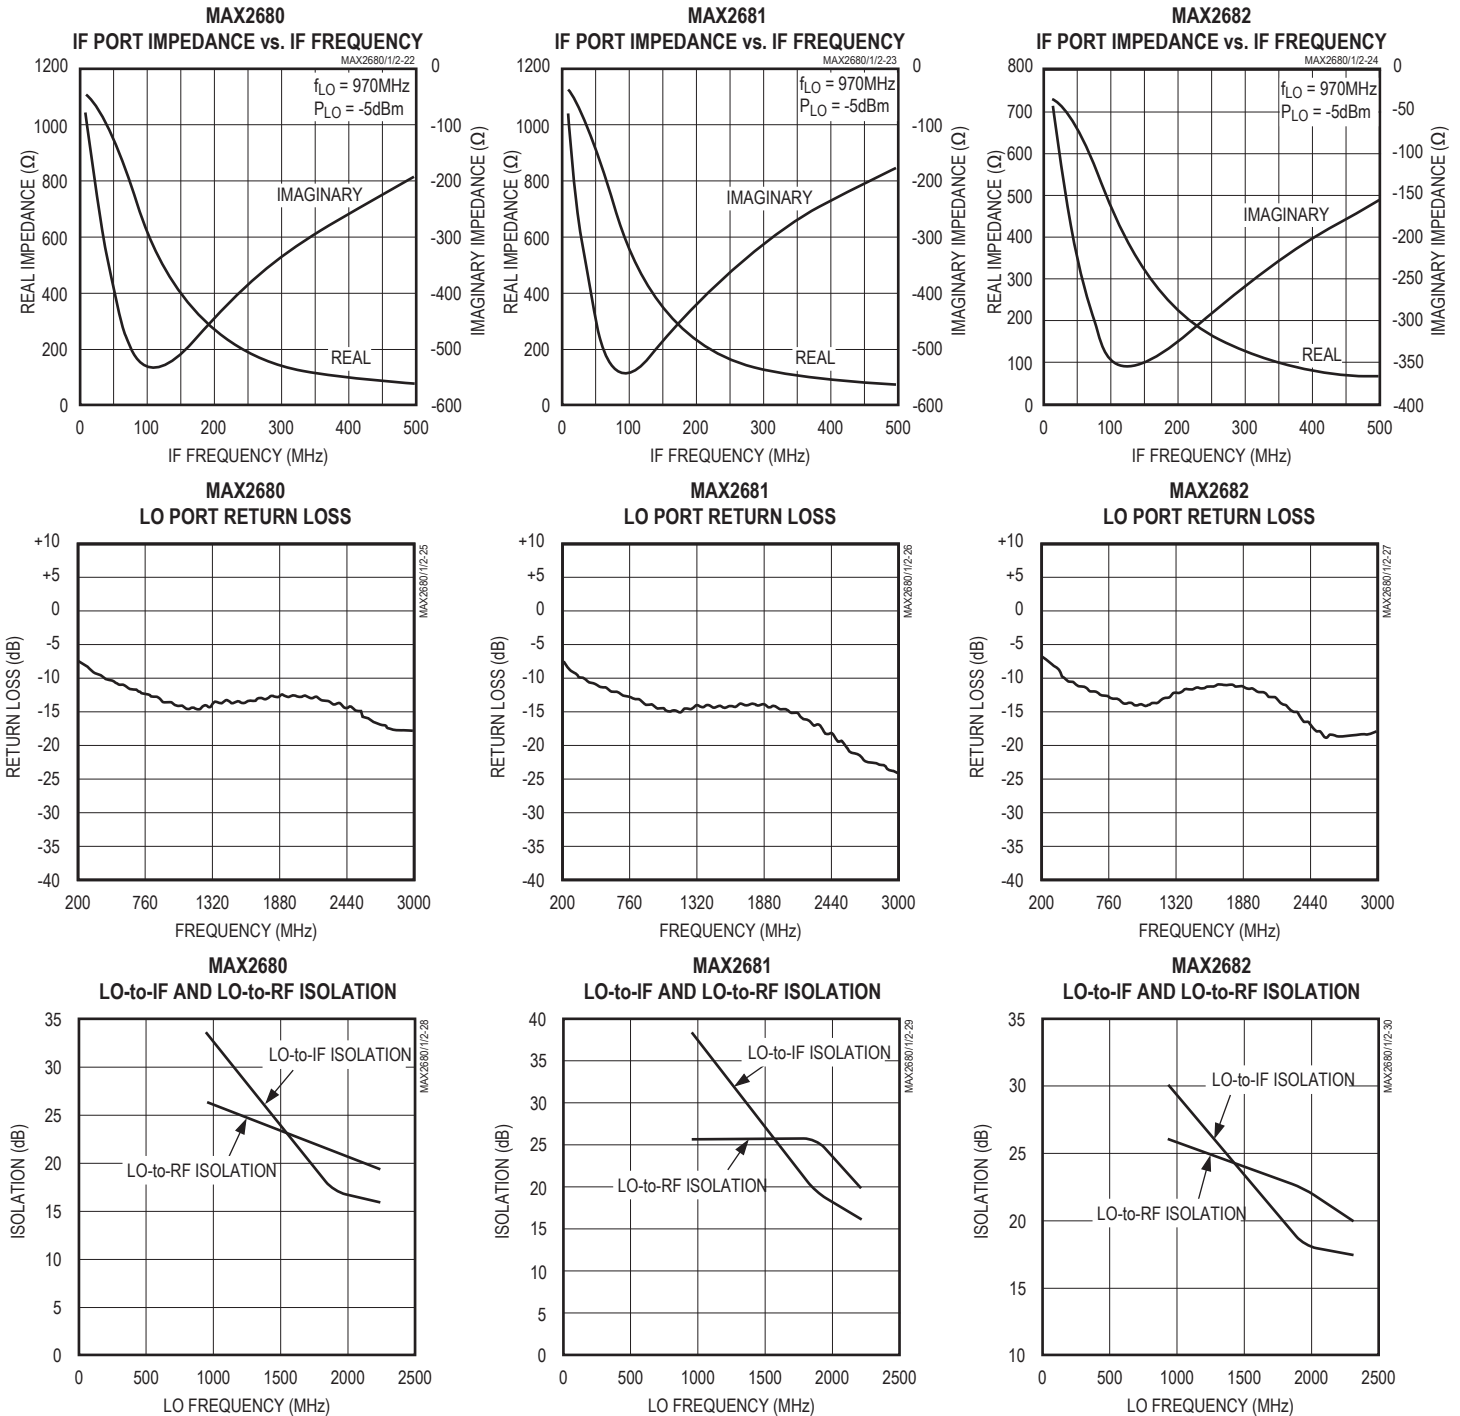 MAX2680
IF PORT IMPEDANCE vs. IF FREQUENCY
MAX2680/1/2-22
fLO = 970MHz
PLO = -5dBm
1200
1000
800
600
400
200
0
REAL IMPEDANCE (Ω)
0
-100
-200
-300
-400
-500
-600
IMAGINARY IMPEDANCE (Ω)
IMAGINARY
REAL
0 100 200 300 400 500
IF FREQUENCY (MHz)
MAX2681
IF PORT IMPEDANCE vs. IF FREQUENCY
MAX2680/1/2-23
fLO = 970MHz
PLO = -5dBm
1200
1000
800
600
400
200
0
REAL IMPEDANCE (Ω)
0
-100
-200
-300
-400
-500
-600
IMAGINARY IMPEDANCE (Ω)
IMAGINARY
REAL
0 100 200 300 400 500
IF FREQUENCY (MHz)
MAX2682
IF PORT IMPEDANCE vs. IF FREQUENCY
MAX2680/1/2-24
fLO = 970MHz
PLO = -5dBm
800
700
600
500
400
300
200
100
0
REAL IMPEDANCE (Ω)
0
-50
-100
-150
-200
-250
-300
-350
-400
IMAGINARY IMPEDANCE (Ω)
IMAGINARY
REAL
0 100 200 300 400 500
IF FREQUENCY (MHz)
MAX2680
LO PORT RETURN LOSS
MAX2680/1/2-25
+10
+5
0
-5
-10
-15
-20
-25
-30
-35
-40
RETURN LOSS (dB)
200 760 1320 1880 2440 3000
FREQUENCY (MHz)
MAX2681
LO PORT RETURN LOSS
MAX2680/1/2-26
+10
+5
0
-5
-10
-15
-20
-25
-30
-35
-40
RETURN LOSS (dB)
200 760 1320 1880 2440 3000
FREQUENCY (MHz)
MAX2682
LO PORT RETURN LOSS
MAX2680/1/2-27
+10
+5
0
-5
-10
-15
-20
-25
-30
-35
-40
RETURN LOSS (dB)
200 760 1320 1880 2440 3000
FREQUENCY (MHz)
MAX2680
LO-to-IF AND LO-to-RF ISOLATION
MAX2680/1/2-28
35
30
25
20
15
10
5
0
ISOLATION (dB)
LO-to-IF ISOLATION
LO-to-RF ISOLATION
0 500 1000 1500 2000 2500
LO FREQUENCY (MHz)
MAX2681
LO-to-IF AND LO-to-RF ISOLATION
MAX2680/1/2-29
40
35
30
25
20
15
10
5
0
ISOLATION (dB)
LO-to-IF ISOLATION
LO-to-RF ISOLATION
0 500 1000 1500 2000 2500
LO FREQUENCY (MHz)
MAX2682
LO-to-IF AND LO-to-RF ISOLATION
MAX2680/1/2-30
35
30
25
20
15
10
ISOLATION (dB)
LO-to-IF ISOLATION
LO-to-RF ISOLATION
0 500 1000 1500 2000 2500
LO FREQUENCY (MHz)